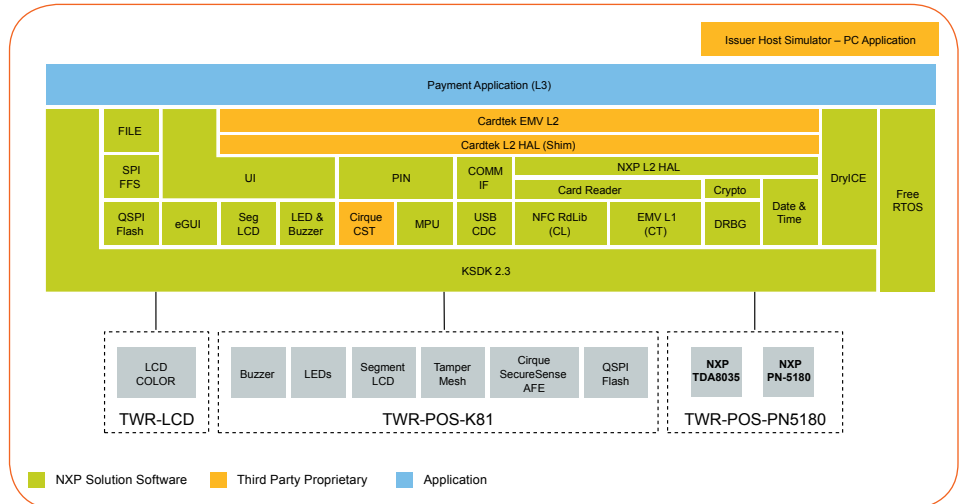 Issuer Host Simulator – PC Application
Payment Application (L3)
Cardtek EMV L2
Cardtek L2 HAL (Shim)
FILE
SPI
FFS
UI
PIN
COMM
IF
NXP L2 HAL
Card Reader
Crypto
Date &
Time
DryICE
Free
RTOS
QSPI
Flash
eGUI
Seg
LCD
LED &
Buzzer
Cirque
CST
MPU
USB
CDC
NFC RdLib
(CL)
EMV L1
(CT)
DRBG
KSDK 2.3
LCD
COLOR
TWR-LCD
Buzzer
LEDs
Segment
LCD
Tamper
Mesh
Cirque
SecureSense
AFE
QSPI
Flash
TWR-POS-K81
NXP
TDA8035
NXP
PN-5180
TWR-POS-PN5180
NXP Solution Software
Third Party Proprietary
Application